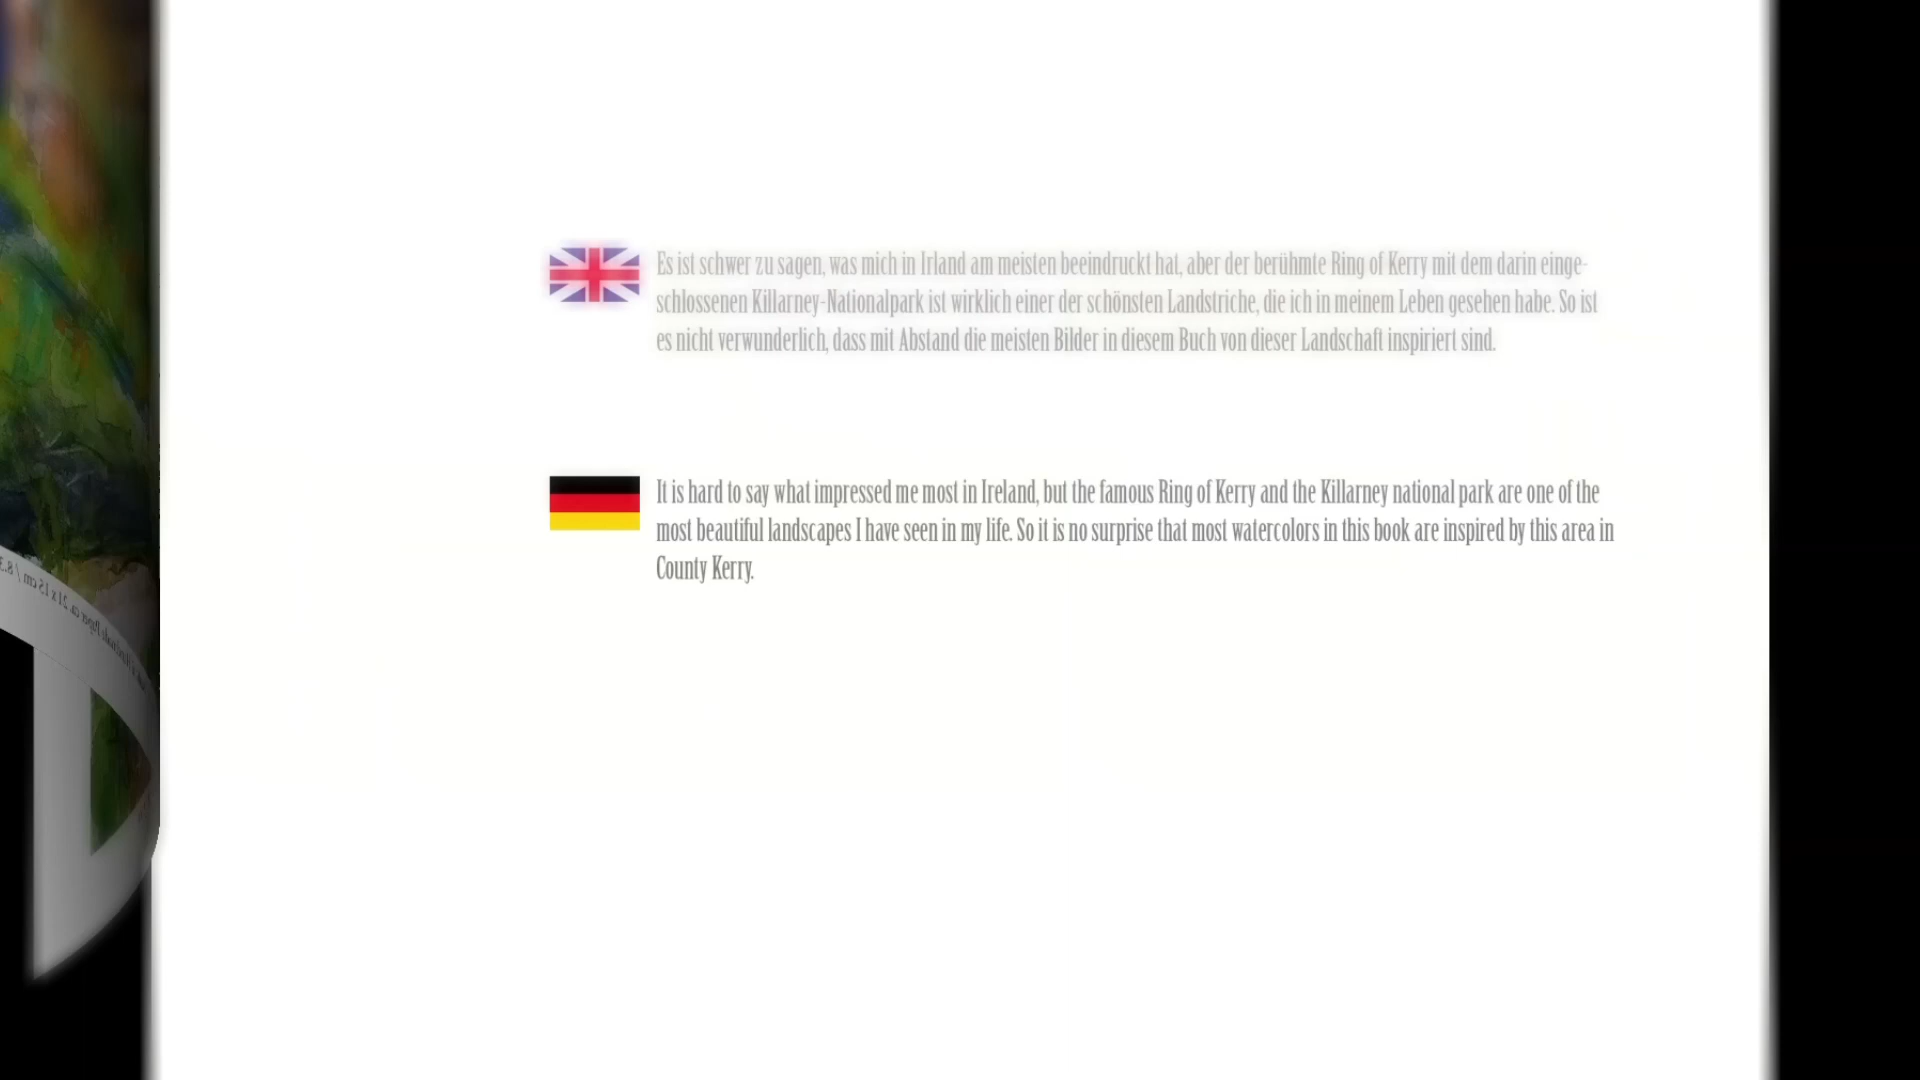 Es ist schwer zu sagen, was mich in Irland am meisten beeindruckt hat, aber der berühmte Ring of Kerry mit dem darin einge-
schlossenen Killarney-Nationalpark ist wirklich einer der schönsten Landstriche, die ich in meinem Leben gesehen habe. So ist
es nicht verwunderlich, dass mit Abstand die meisten Bilder in diesem Buch von dieser Landschaft inspiriert sind.
It is hard to say what impressed me most in Ireland, but the famous Ring of Kerry and the Killarney national park are one of the
most beautiful landscapes I have seen in my life. So it is no surprise that most watercolors in this book are inspired by this area in
County Kerry.
21 x 15 cm / 8.3